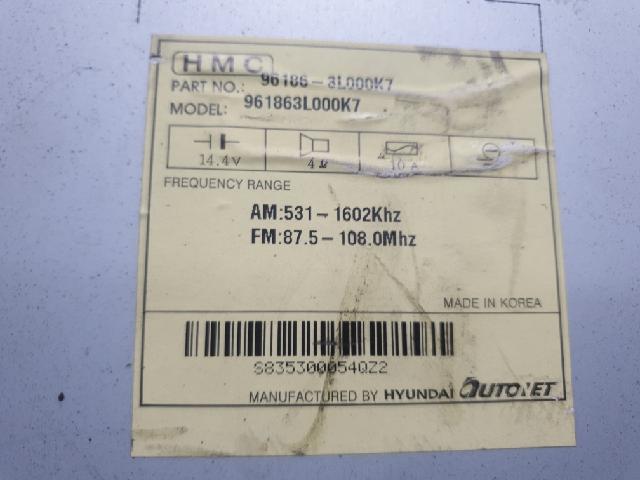 HMC
PART NO.: 96186-3L000K7
MODEL: 961863L000K7
14.4V 4Ω 10A
FREQUENCY RANGE
AM:531-1602Khz
FM:87.5-108.0Mhz
MADE IN KOREA
S835300054QZ2
MANUFACTURED BY HYUNDAI AUTONET